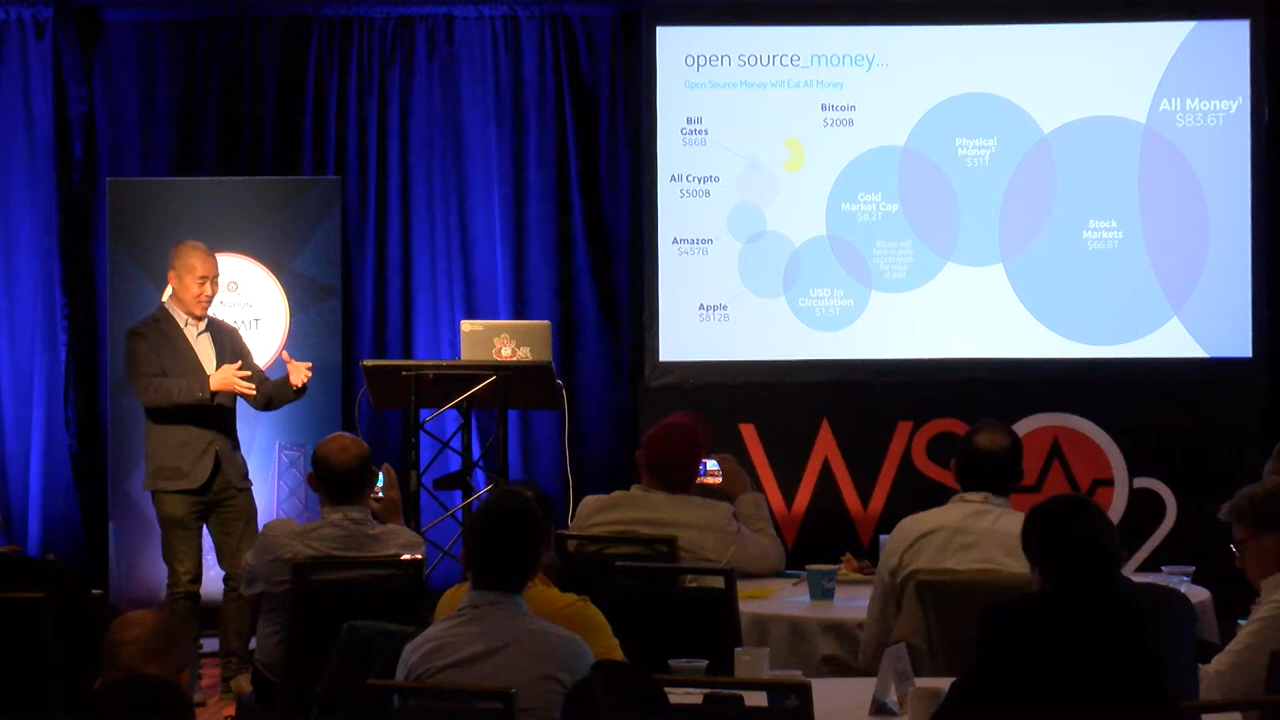 open source_money...
Open Source Money Will Eat All Money
Bitcoin
$200B
Bill
Gates
$86B
All Crypto
$500B
Amazon
$457B
Apple
$812B
USD In
Circulation
$1.5T
Gold
Market Cap
$8.2T
Physical
Money²
$31T
Stock
Markets
$66.8T
All Money¹
$83.6T
WSO2